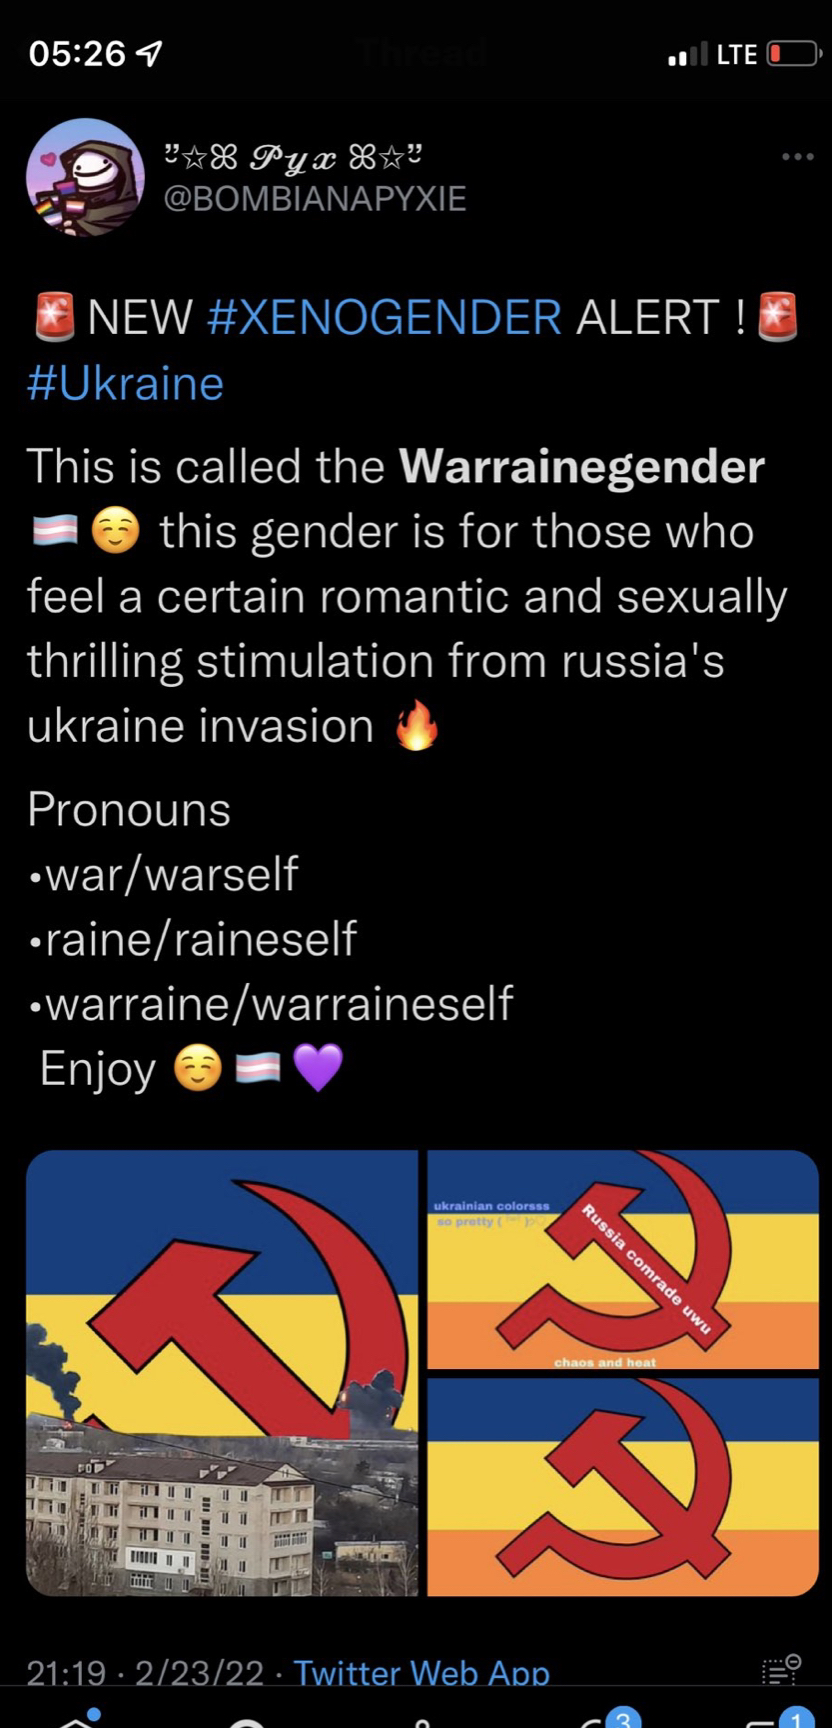 05:26
LTE
Thread
꒷☆ꕤ 𝒫𝓎𝓍 ꕤ☆꒷
@BOMBIANAPYXIE
🚨NEW #XENOGENDER ALERT !🚨
#Ukraine
This is called the Warrainegender
🏳️‍⚧️☺️ this gender is for those who
feel a certain romantic and sexually
thrilling stimulation from russia's
ukraine invasion 🔥
Pronouns
•war/warself
•raine/raineself
•warraine/warraineself
Enjoy ☺️🏳️‍⚧️💜
ukrainian colorsss
so pretty (
Russia comrade uwu
chaos and heat
21:19 · 2/23/22 · Twitter Web App
3
1